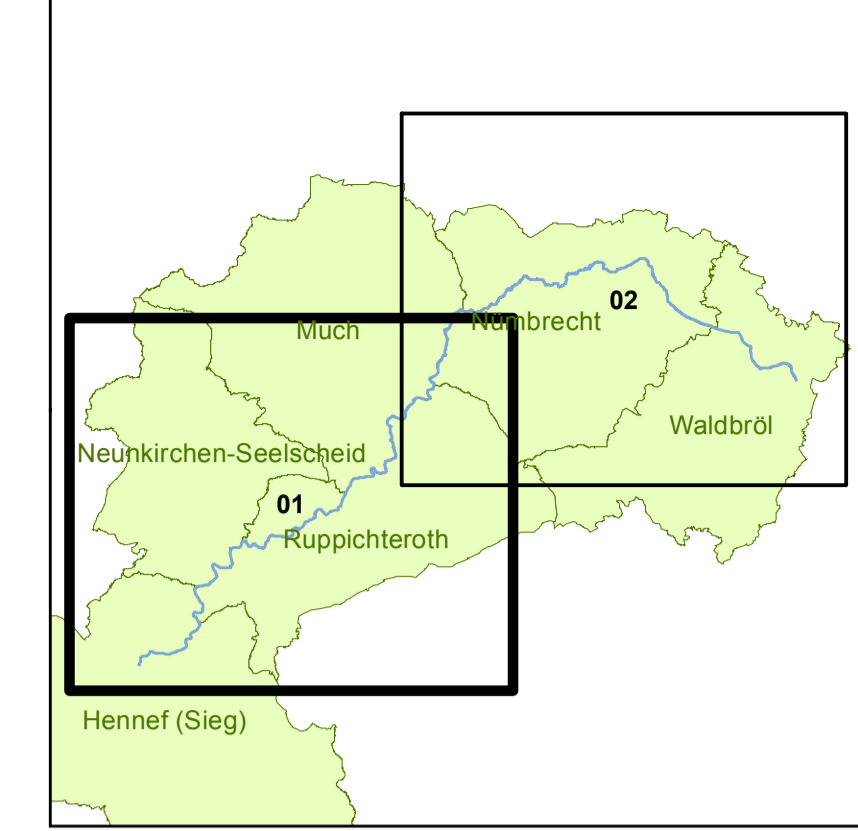 02
Nümbrecht
Much
Waldbröl
Neunkirchen-Seelscheid
01
Ruppichteroth
Hennef (Sieg)